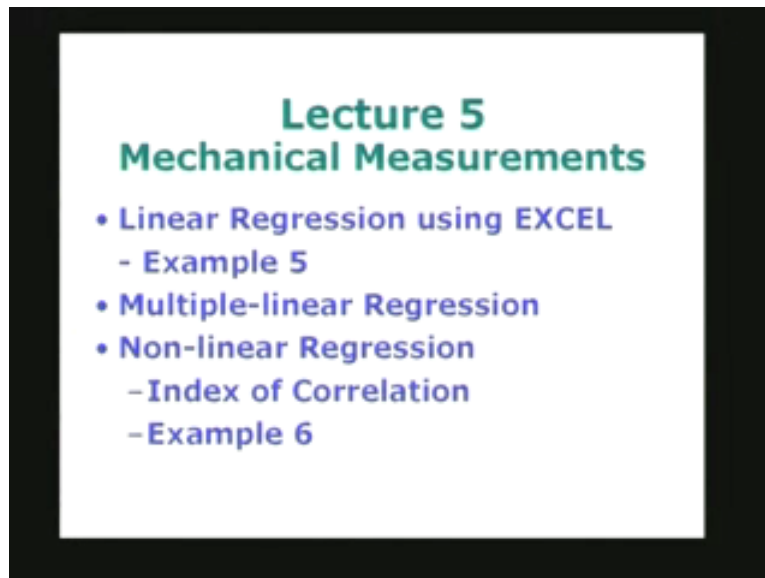 Lecture 5
Mechanical Measurements
• Linear Regression using EXCEL
- Example 5
• Multiple-linear Regression
• Non-linear Regression
–Index of Correlation
–Example 6